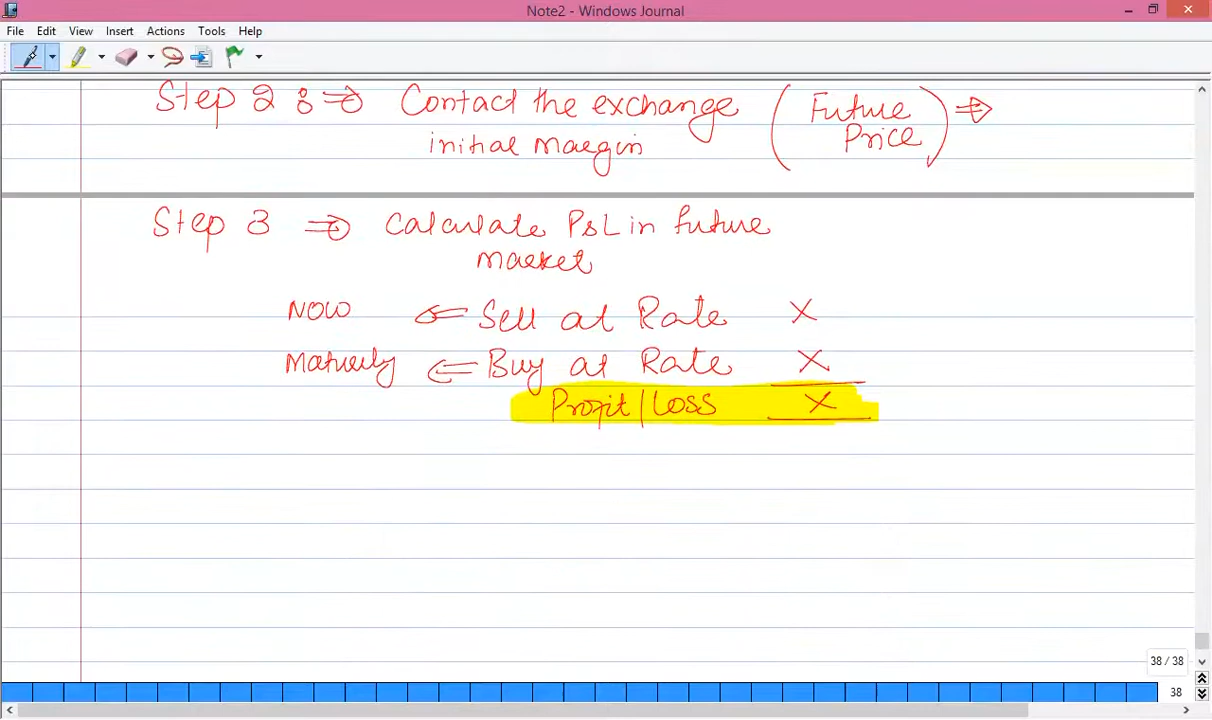 Note2 - Windows Journal
File Edit View Insert Actions Tools Help
Step 2 : ⇒ Contact the exchange (Future Price) ⇒
initial margin
Step 3 ⇒ Calculate P&L in future
market
NOW ⇐ Sell at Rate X
Maturity ⇐ Buy at Rate X
Profit/Loss X
38 / 38
38